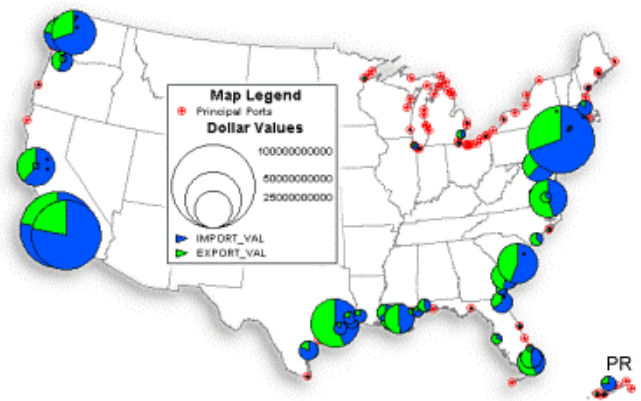 Map Legend
Principal Ports
Dollar Values
100000000000
50000000000
25000000000
IMPORT_VAL
EXPORT_VAL
PR